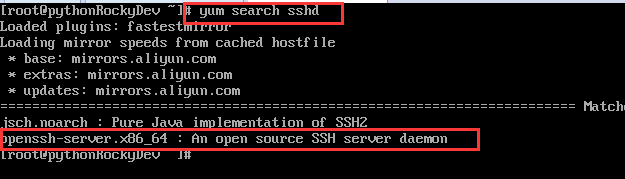 [root@pythonRockyDev ~]# yum search sshd
Loaded plugins: fastestmirror
Loading mirror speeds from cached hostfile
 * base: mirrors.aliyun.com
 * extras: mirrors.aliyun.com
 * updates: mirrors.aliyun.com
================================================================== Matche
jsch.noarch : Pure Java implementation of SSH2
openssh-server.x86_64 : An open source SSH server daemon
[root@pythonRockyDev ~]#